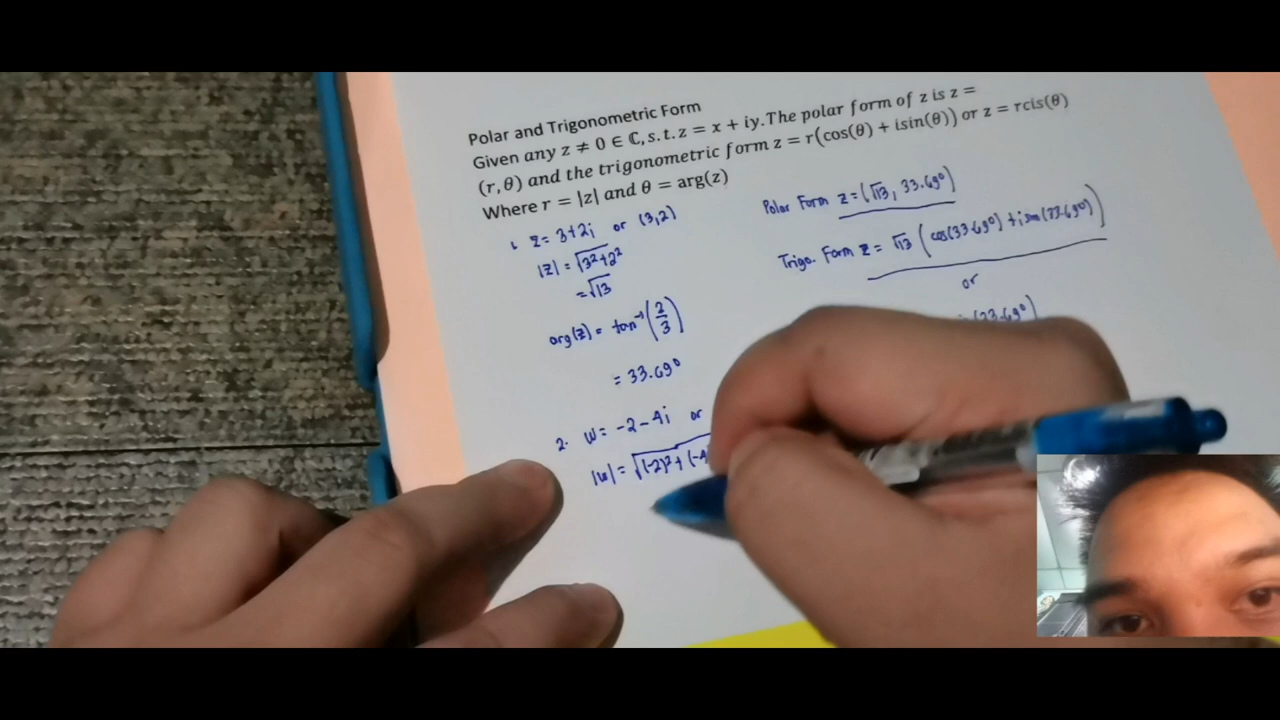 Polar and Trigonometric Form
Given any z ≠ 0 ∈ ℂ, s.t. z = x + iy. The polar form of z is z =
(r, θ) and the trigonometric form z = r(cos(θ) + isin(θ)) or z = rcis(θ)
Where r = |z| and θ = arg(z)
1. z = 3+2i or (3,2)
|z| = √3²+2²
= √13
arg(z) = tan⁻¹(2/3)
= 33.69°
2. W = -2-4i or
|w| = √(-2)²+(-4
Polar Form z = (√13, 33.69°)
Trigo. Form z = √13 (cos(33.69°) + i sin(33.69°))
or
(33.69°)